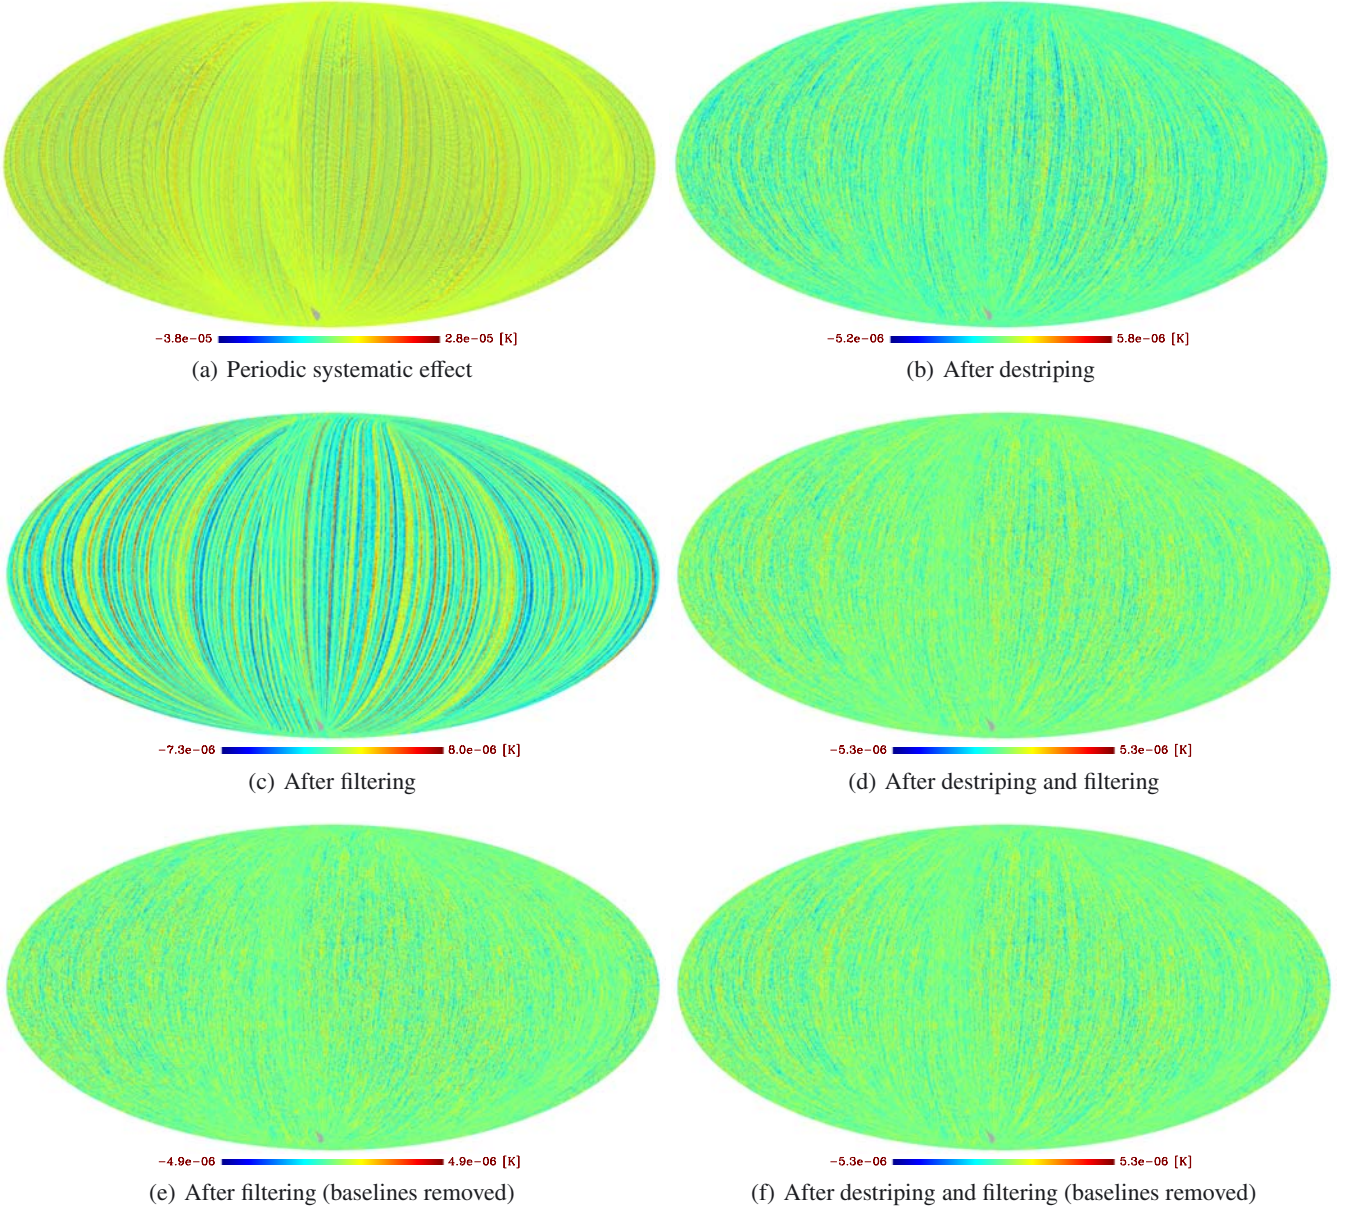 −3.8e−05 2.8e−05 [K]
(a) Periodic systematic effect
−5.2e−06 5.8e−06 [K]
(b) After destriping
−7.3e−06 8.0e−06 [K]
(c) After filtering
−5.3e−06 5.3e−06 [K]
(d) After destriping and filtering
−4.9e−06 4.9e−06 [K]
(e) After filtering (baselines removed)
−5.3e−06 5.3e−06 [K]
(f) After destriping and filtering (baselines removed)